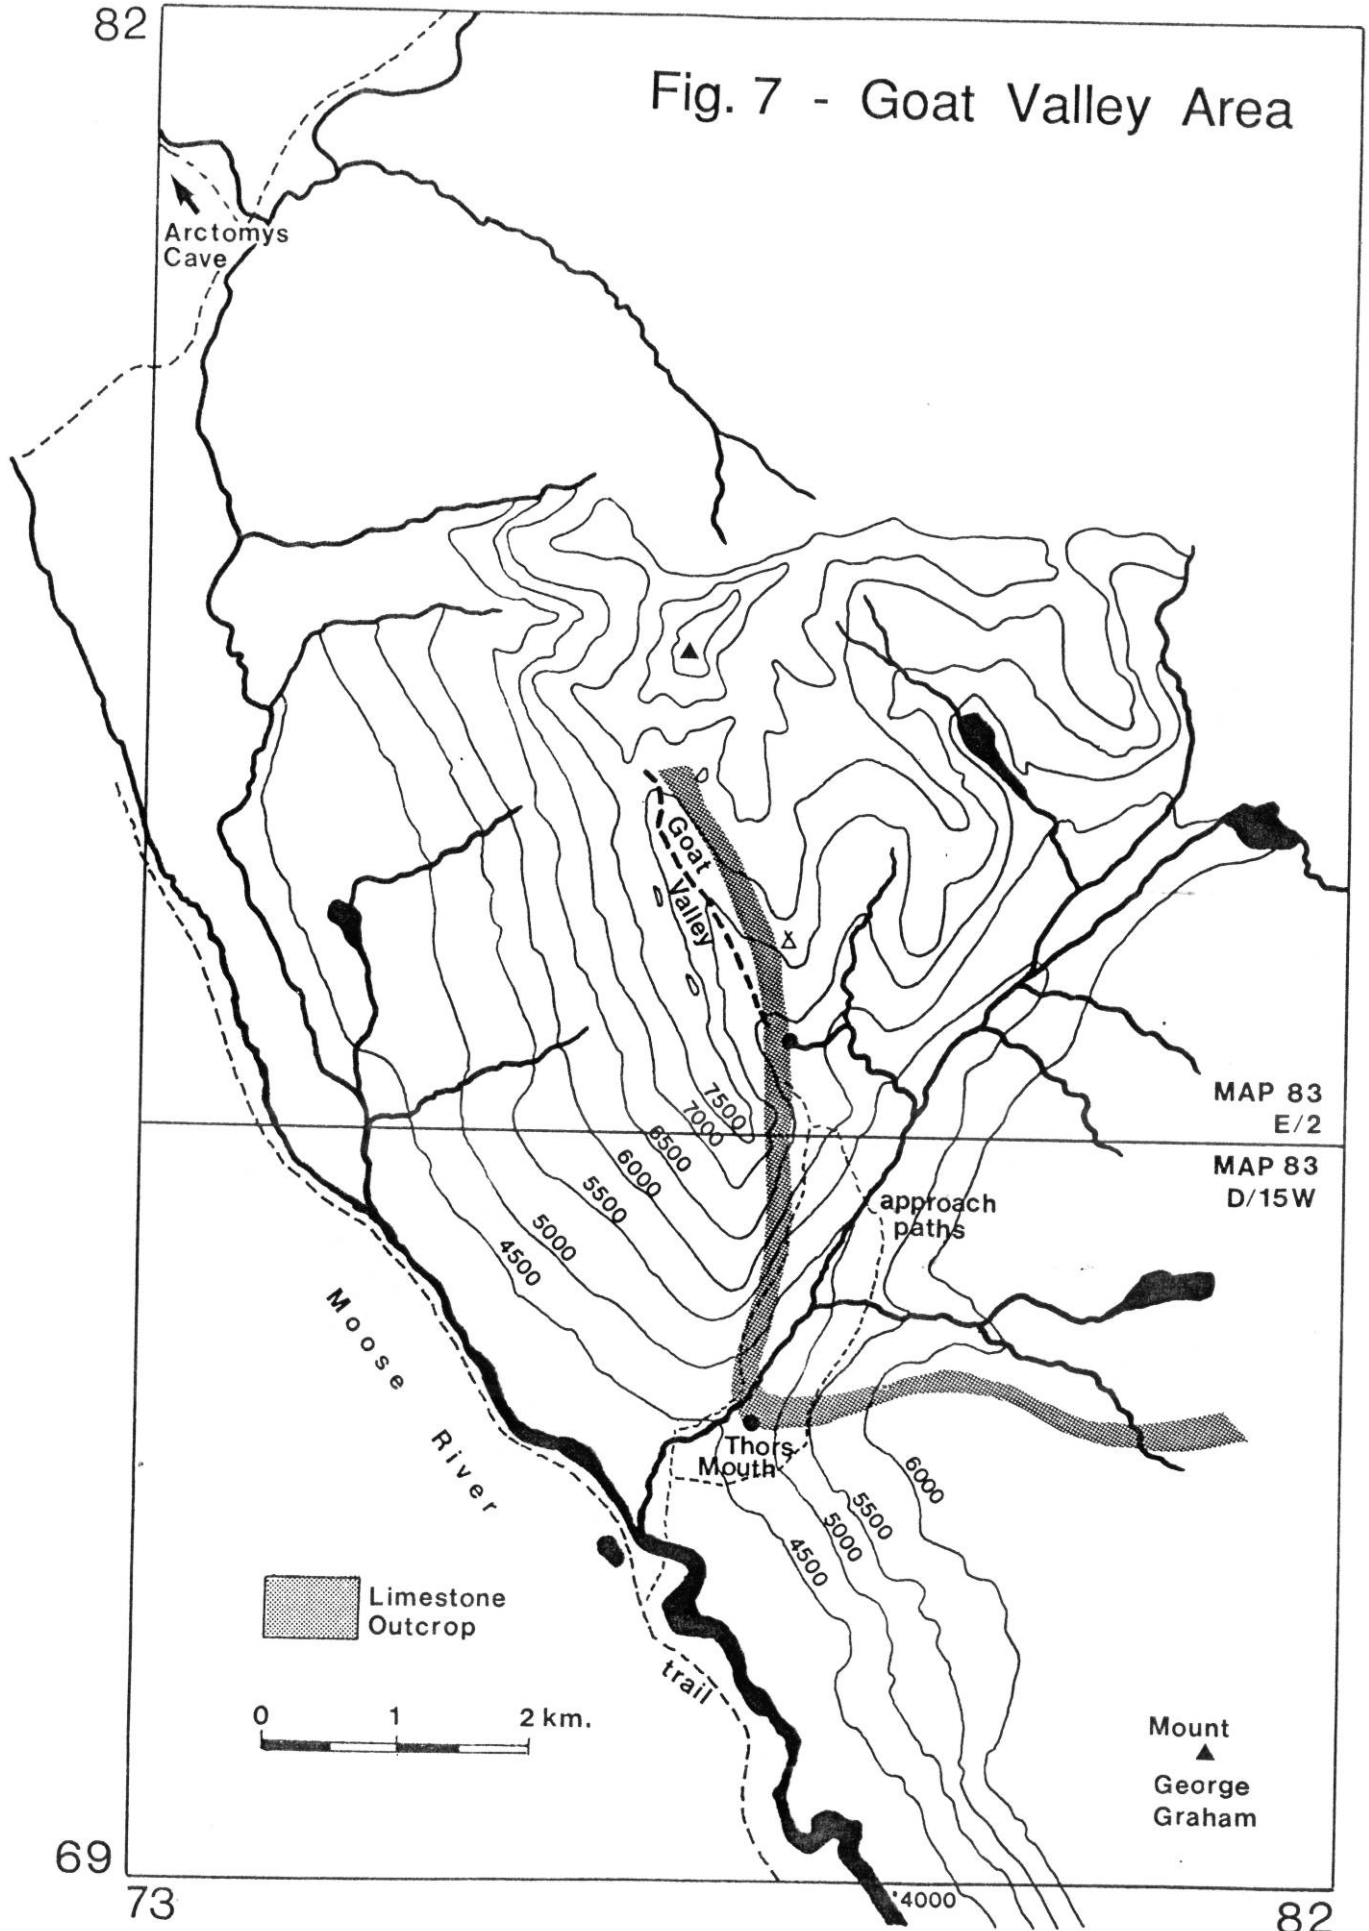 82
Fig. 7 - Goat Valley Area
Arctomys
Cave
Goat
Valley
MAP 83
E/2
MAP 83
D/15W
7500
7000
6500
6000
5500
5000
4500
approach
paths
Moose River
Thors
Mouth
6000
5500
5000
4500
Limestone
Outcrop
trail
0 1 2 km.
Mount
George
Graham
69
73
4000
82